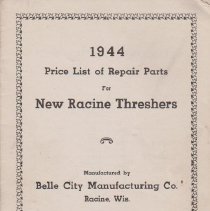 1944
Price List of Repair Parts
For
New Racine Threshers
Manufactured by
Belle City Manufacturing Co.
Racine, Wis.